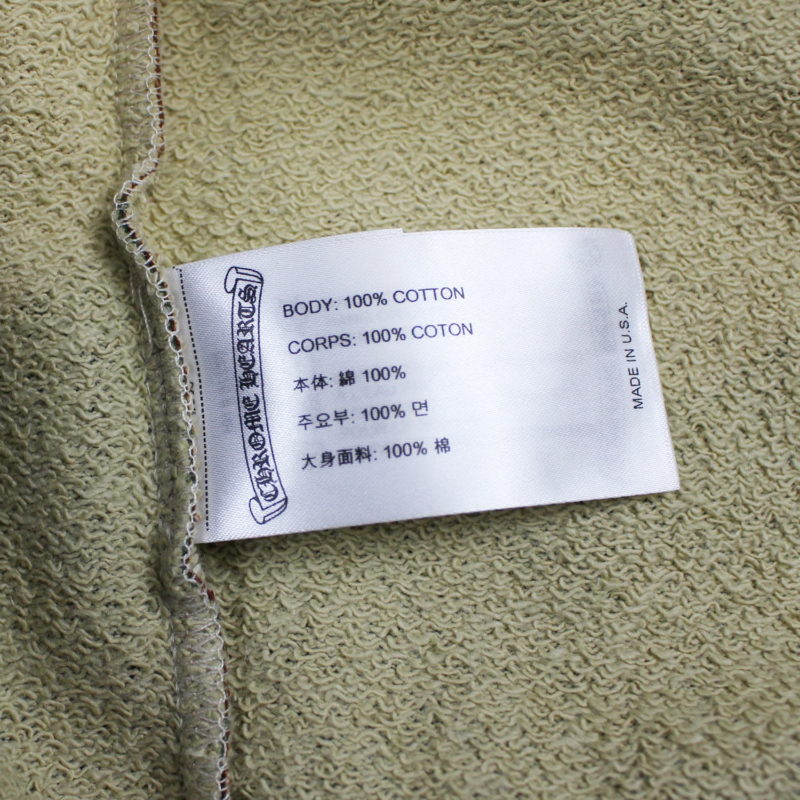 CHROME HEARTS
BODY: 100% COTTON
CORPS: 100% COTON
本体: 綿 100%
주요부: 100% 면
大身面料: 100% 棉
MADE IN U.S.A.